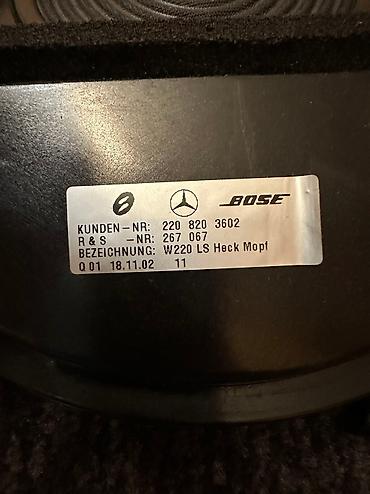 BOSE
KUNDEN-NR: 220 820 3602
R & S -NR: 267 067
BEZEICHNUNG: W220 LS Heck Mopf
Q 01 18.11.02 11